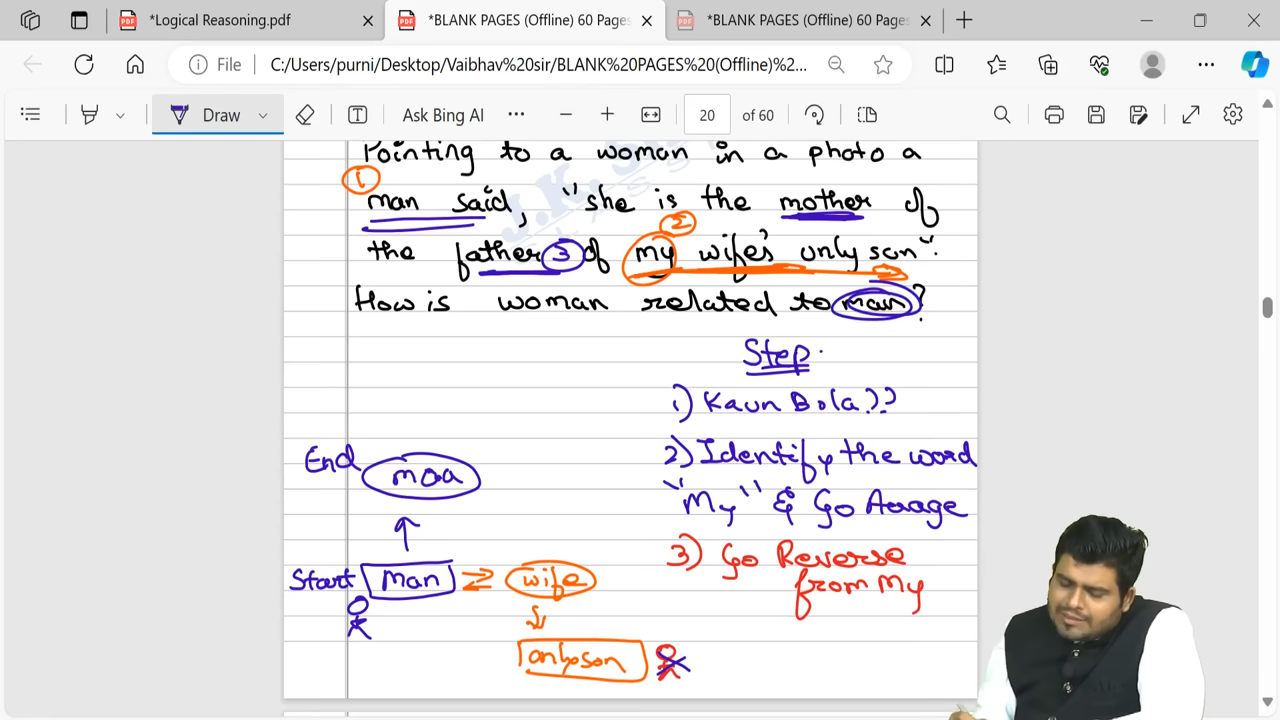 *Logical Reasoning.pdf
*BLANK PAGES (Offline) 60 Pages
*BLANK PAGES (Offline) 60 Pages
File
C:/Users/purni/Desktop/Vaibhav%20sir/BLANK%20PAGES%20(Offline)%2...
Draw
Ask Bing AI
20 of 60
Pointing to a woman in a photo a
1
man said, "she is the mother of
2
the father 3 of my wife's only son".
How is woman related to man?
Step.
1) Kaun Bola??
2) Identify the word
"My" & Go Aaage
3) Go Reverse
from My
End maa
Start man ⇄ wife
only son